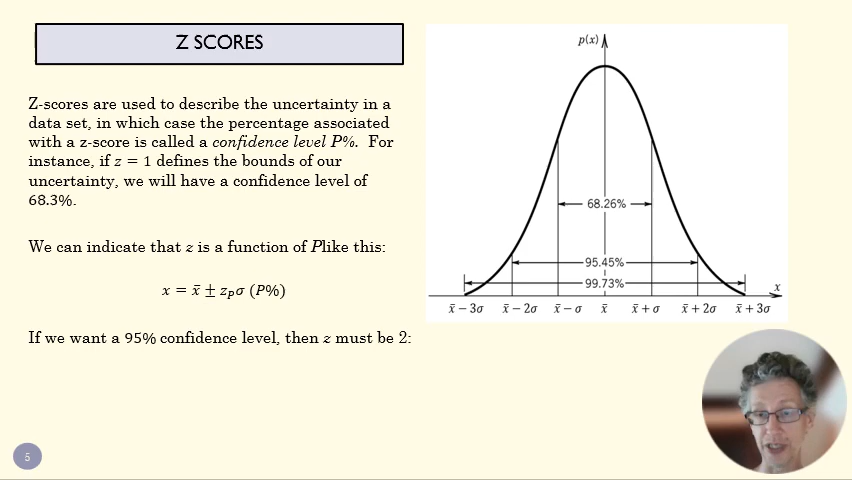 Z SCORES
Z-scores are used to describe the uncertainty in a
data set, in which case the percentage associated
with a z-score is called a confidence level P%. For
instance, if z = 1 defines the bounds of our
uncertainty, we will have a confidence level of
68.3%.
We can indicate that z is a function of Plike this:
x = x̄ ± z_Pσ (P%)
If we want a 95% confidence level, then z must be 2:
5
p(x)
68.26%
95.45%
99.73%
x
x̄ − 3σ x̄ − 2σ x̄ − σ x̄ x̄ + σ x̄ + 2σ x̄ + 3σ